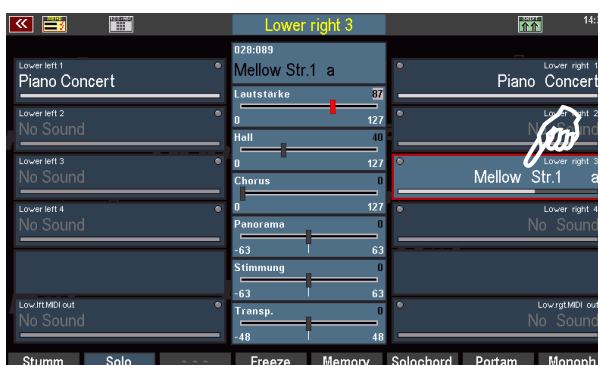 Lower right 3
SHIFT
14:
028:089
Mellow Str.1 a
Lower left 1
Piano Concert
Lower left 2
No Sound
Lower left 3
No Sound
Lower left 4
No Sound
Low.lft.MIDI out
No Sound
Lautstärke 87
0 127
Hall 40
0 127
Chorus 0
0 127
Panorama 0
-63 63
Stimmung 0
-63 63
Transp. 0
-48 48
Lower right 1
Piano Concert
Lower right 3
Mellow Str.1 a
Lower right 4
No Sound
Low.rgt.MIDI out
No Sound
Stumm Solo - - - Freeze Memory Solochord Portam Monoph